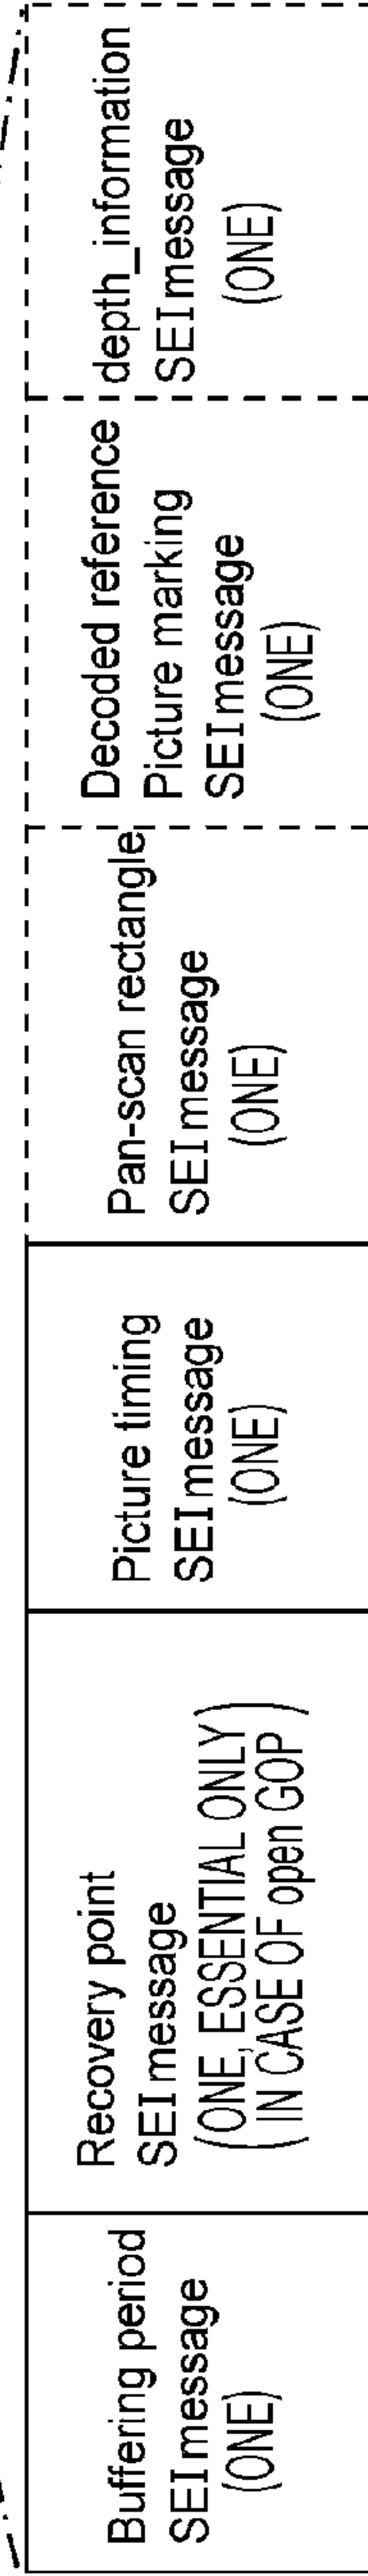 Buffering period
SEI message
(ONE)
Recovery point
SEI message
(ONE, ESSENTIAL ONLY
IN CASE OF open GOP)
Picture timing
SEI message
(ONE)
Pan-scan rectangle
SEI message
(ONE)
Decoded reference
Picture marking
SEI message
(ONE)
depth_information
SEI message
(ONE)